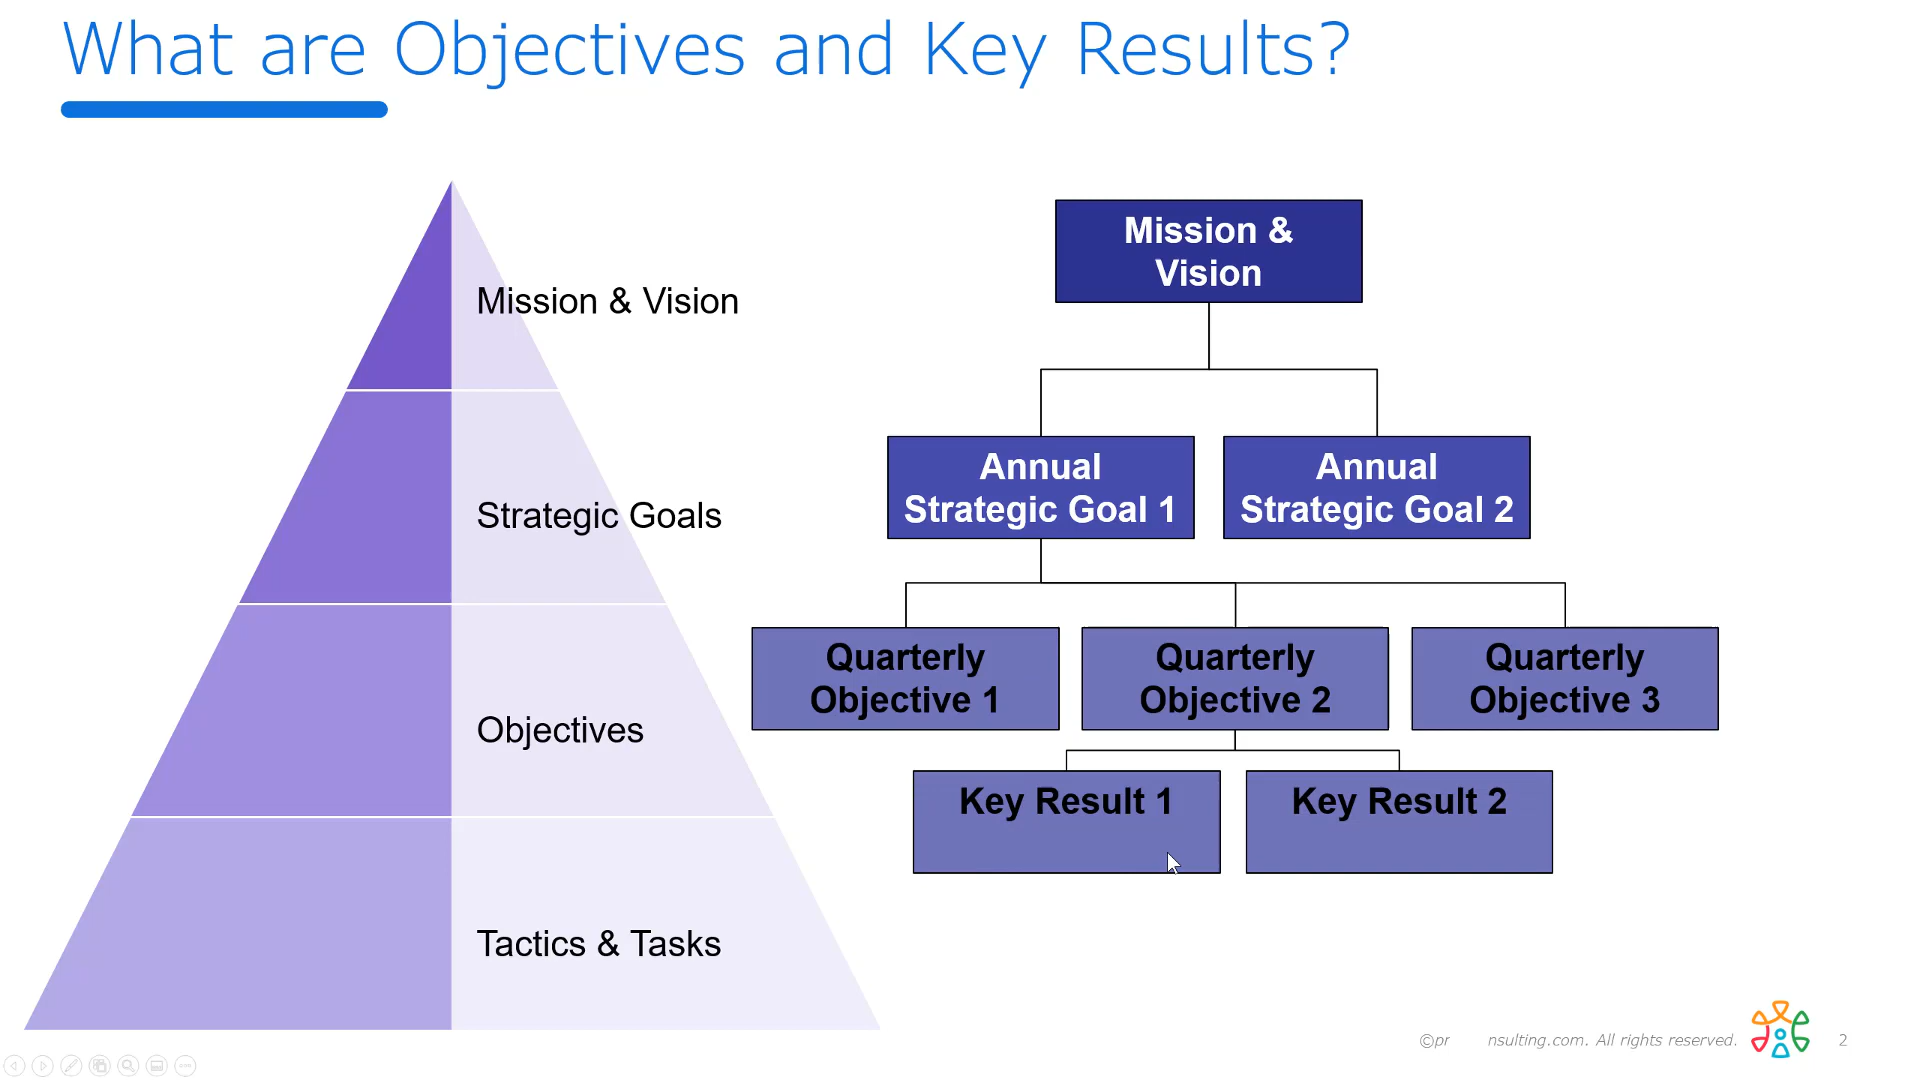 What are Objectives and Key Results?
Mission & Vision
Strategic Goals
Objectives
Tactics & Tasks
Mission &
Vision
Annual
Strategic Goal 1
Annual
Strategic Goal 2
Quarterly
Objective 1
Quarterly
Objective 2
Quarterly
Objective 3
Key Result 1
Key Result 2
©pr nsulting.com. All rights reserved.
2